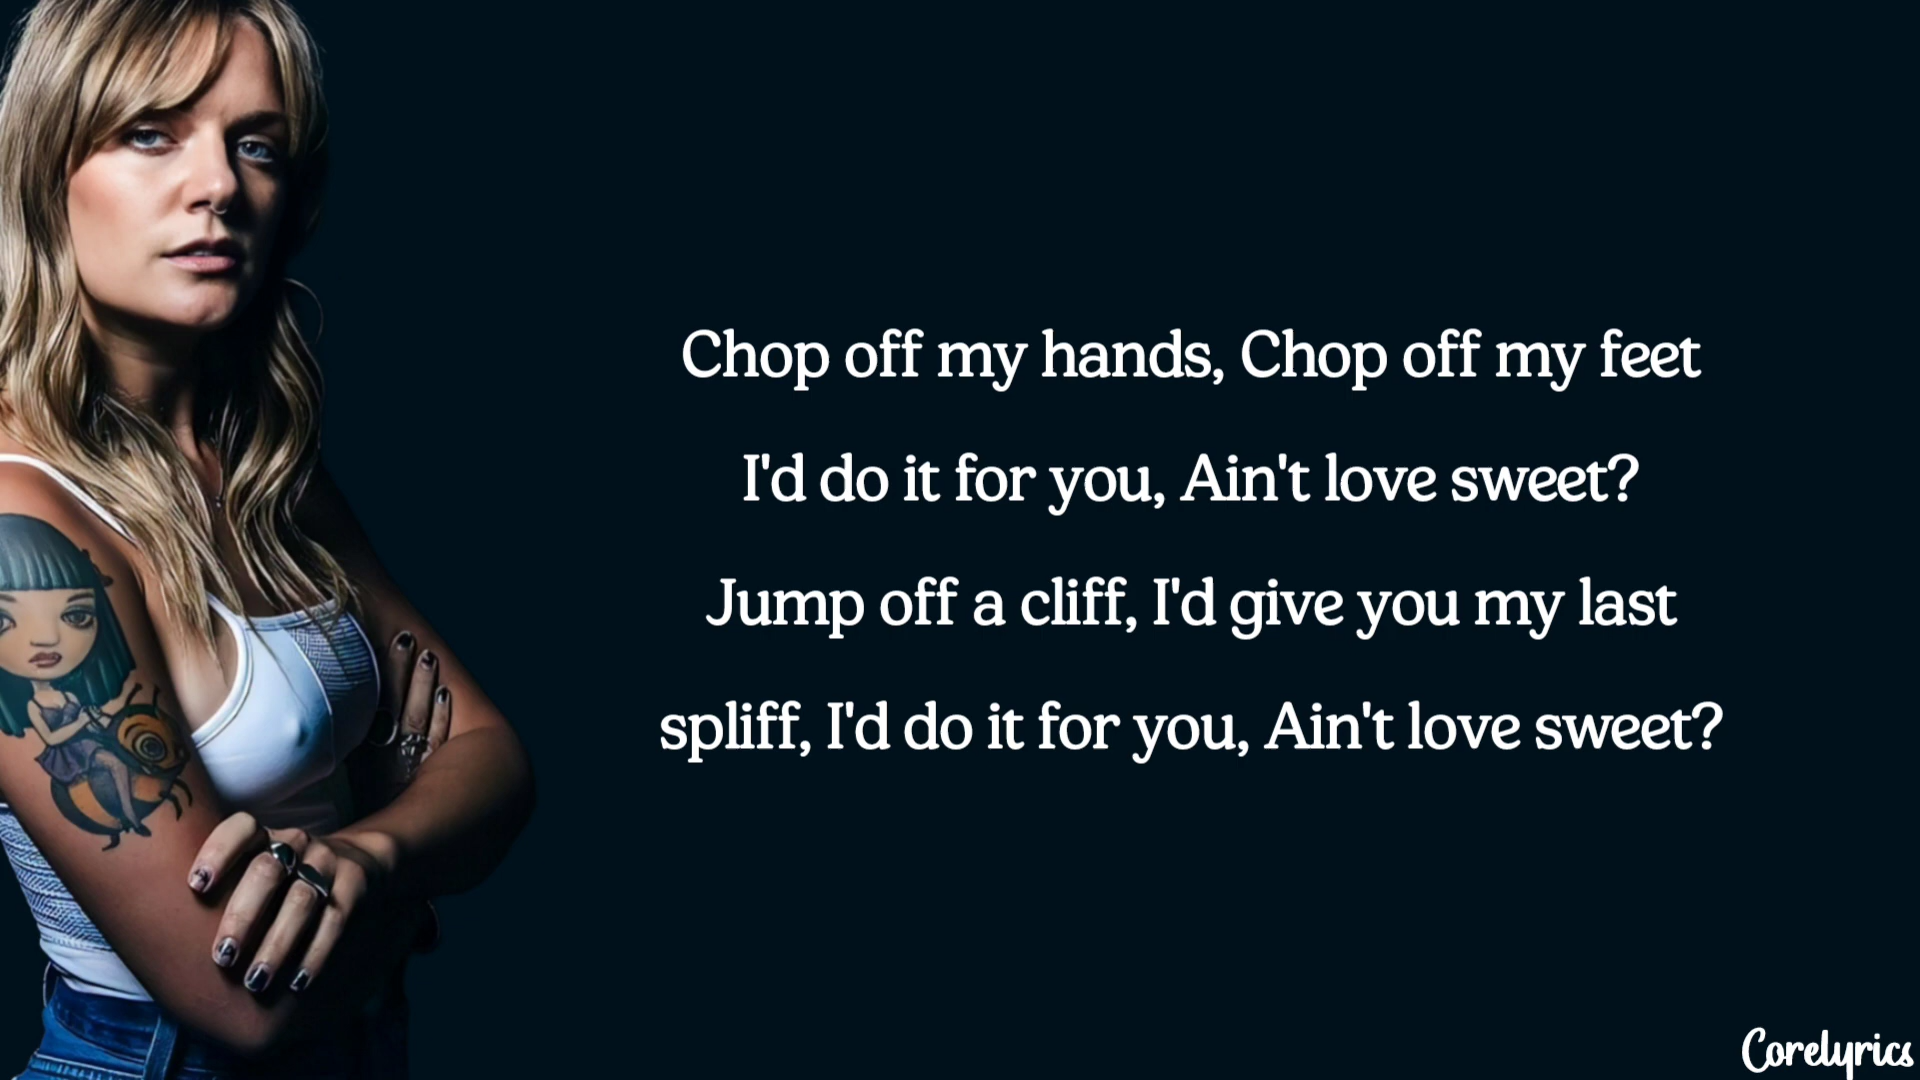 Chop off my hands, Chop off my feet
I'd do it for you, Ain't love sweet?
Jump off a cliff, I'd give you my last
spliff, I'd do it for you, Ain't love sweet?
Corelyrics